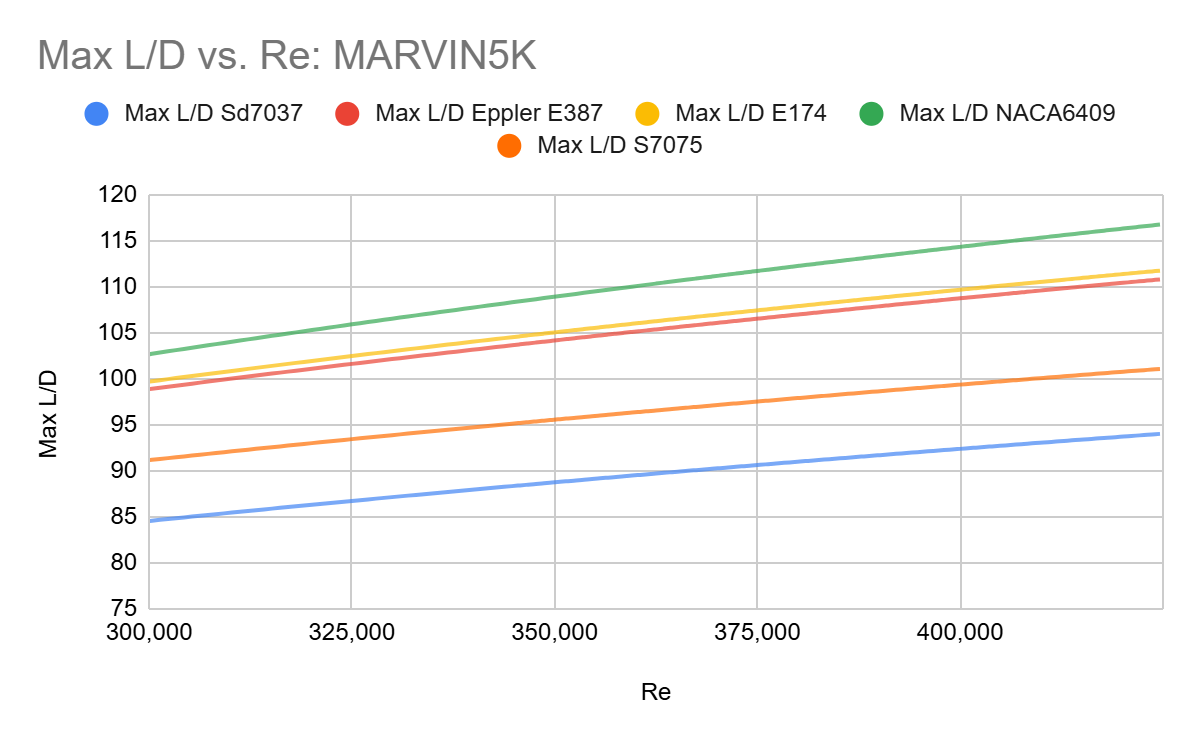 Max L/D vs. Re: MARVIN5K
Max L/D Sd7037 Max L/D Eppler E387 Max L/D E174 Max L/D NACA6409
Max L/D S7075
120
115
110
105
100
95
90
85
80
75
Max L/D
300,000 325,000 350,000 375,000 400,000
Re